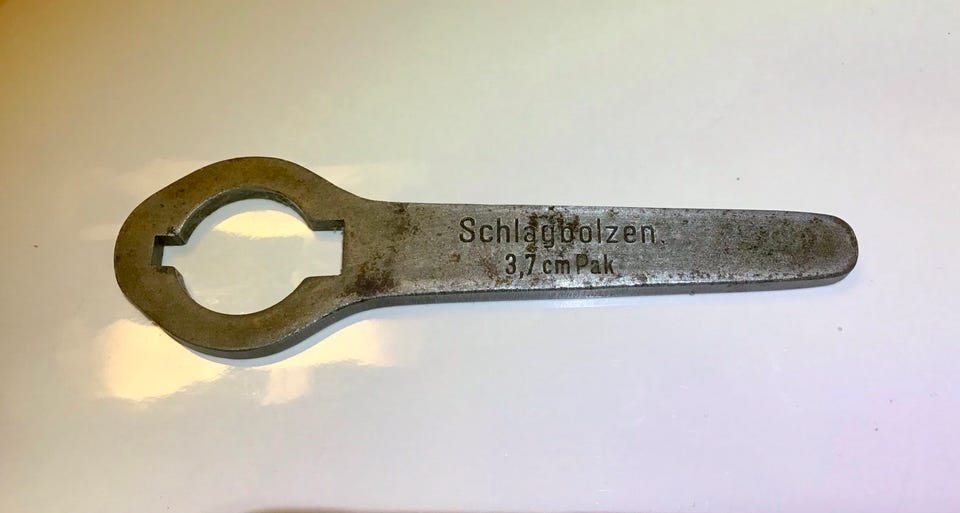 Schlagbolzen
3,7 cm Pak